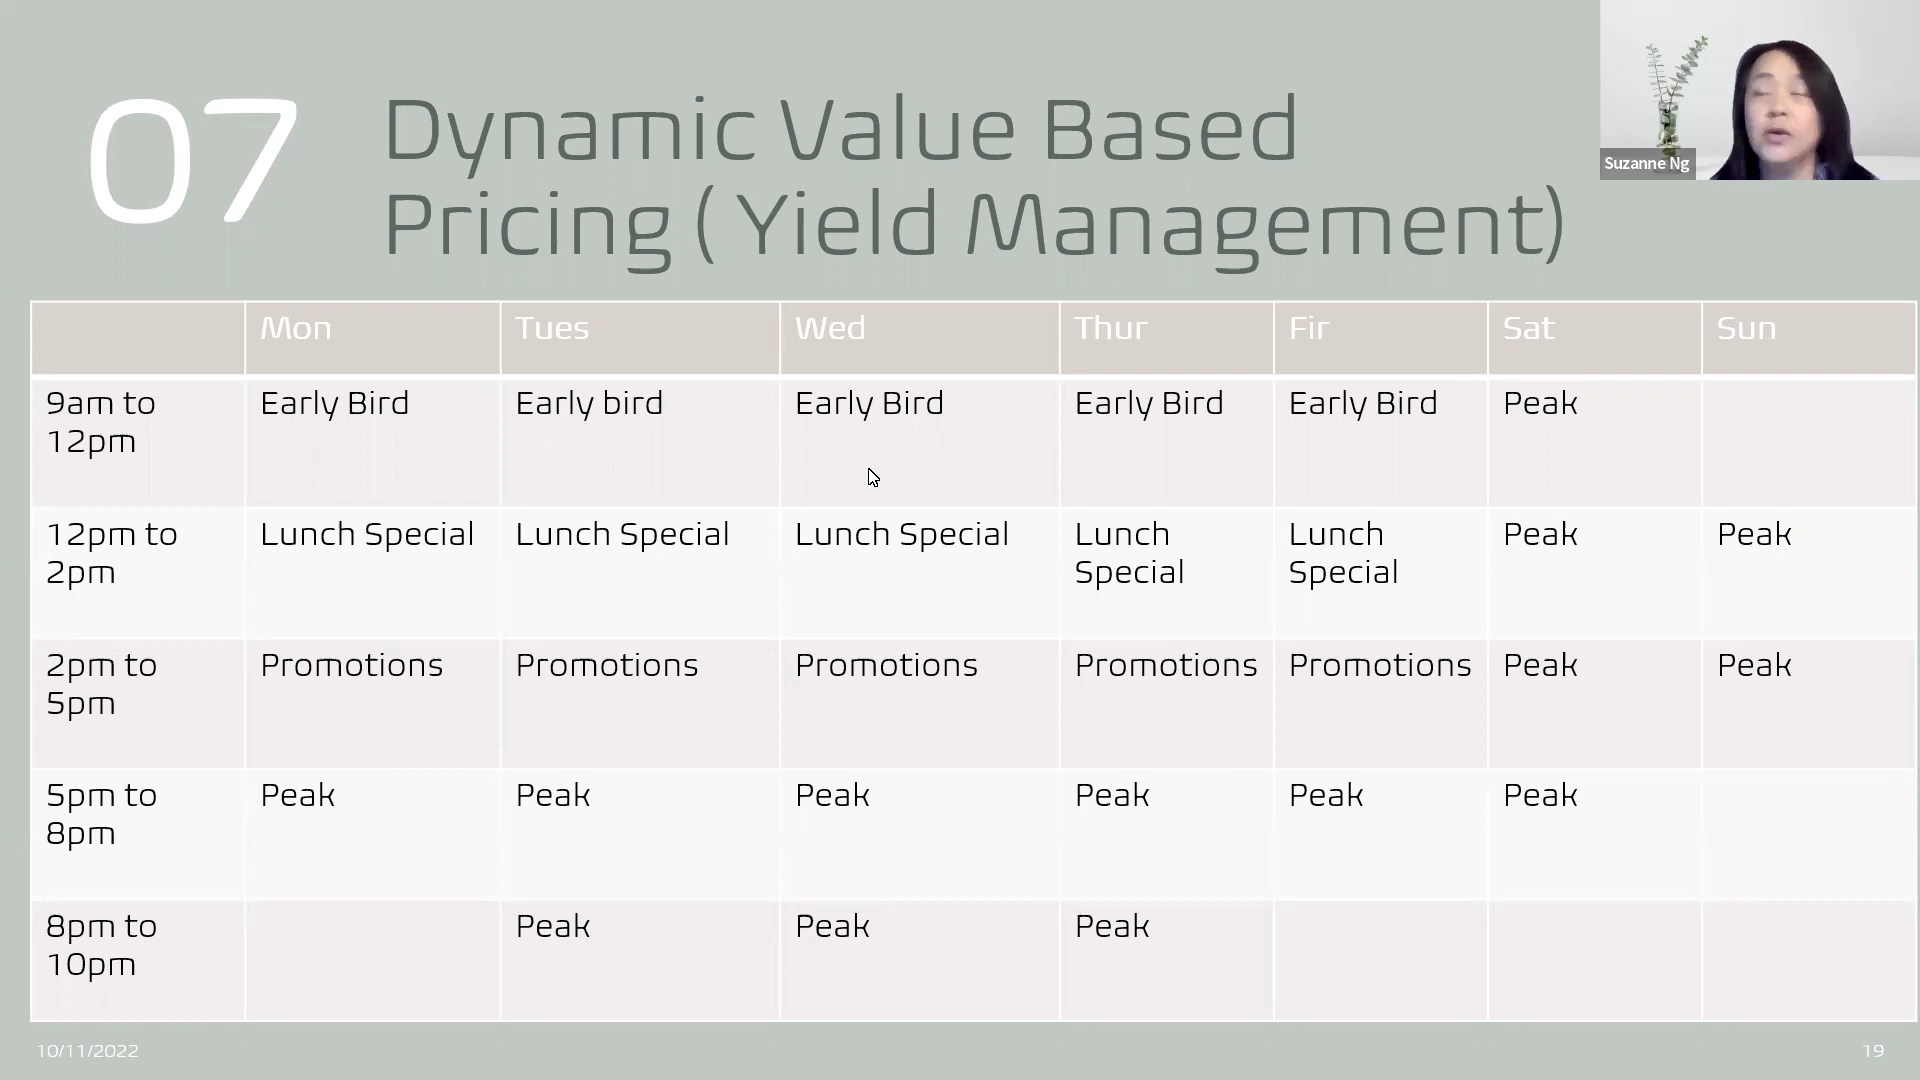 07
Dynamic Value Based
Pricing ( Yield Management)
Suzanne Ng
Mon Tues Wed Thur Fir Sat Sun
9am to
12pm
Early Bird Early bird Early Bird Early Bird Early Bird Peak
12pm to
2pm
Lunch Special Lunch Special Lunch Special Lunch
Special
Lunch
Special
Peak Peak
2pm to
5pm
Promotions Promotions Promotions Promotions Promotions Peak Peak
5pm to
8pm
Peak Peak Peak Peak Peak Peak
8pm to
10pm
Peak Peak Peak
10/11/2022
19